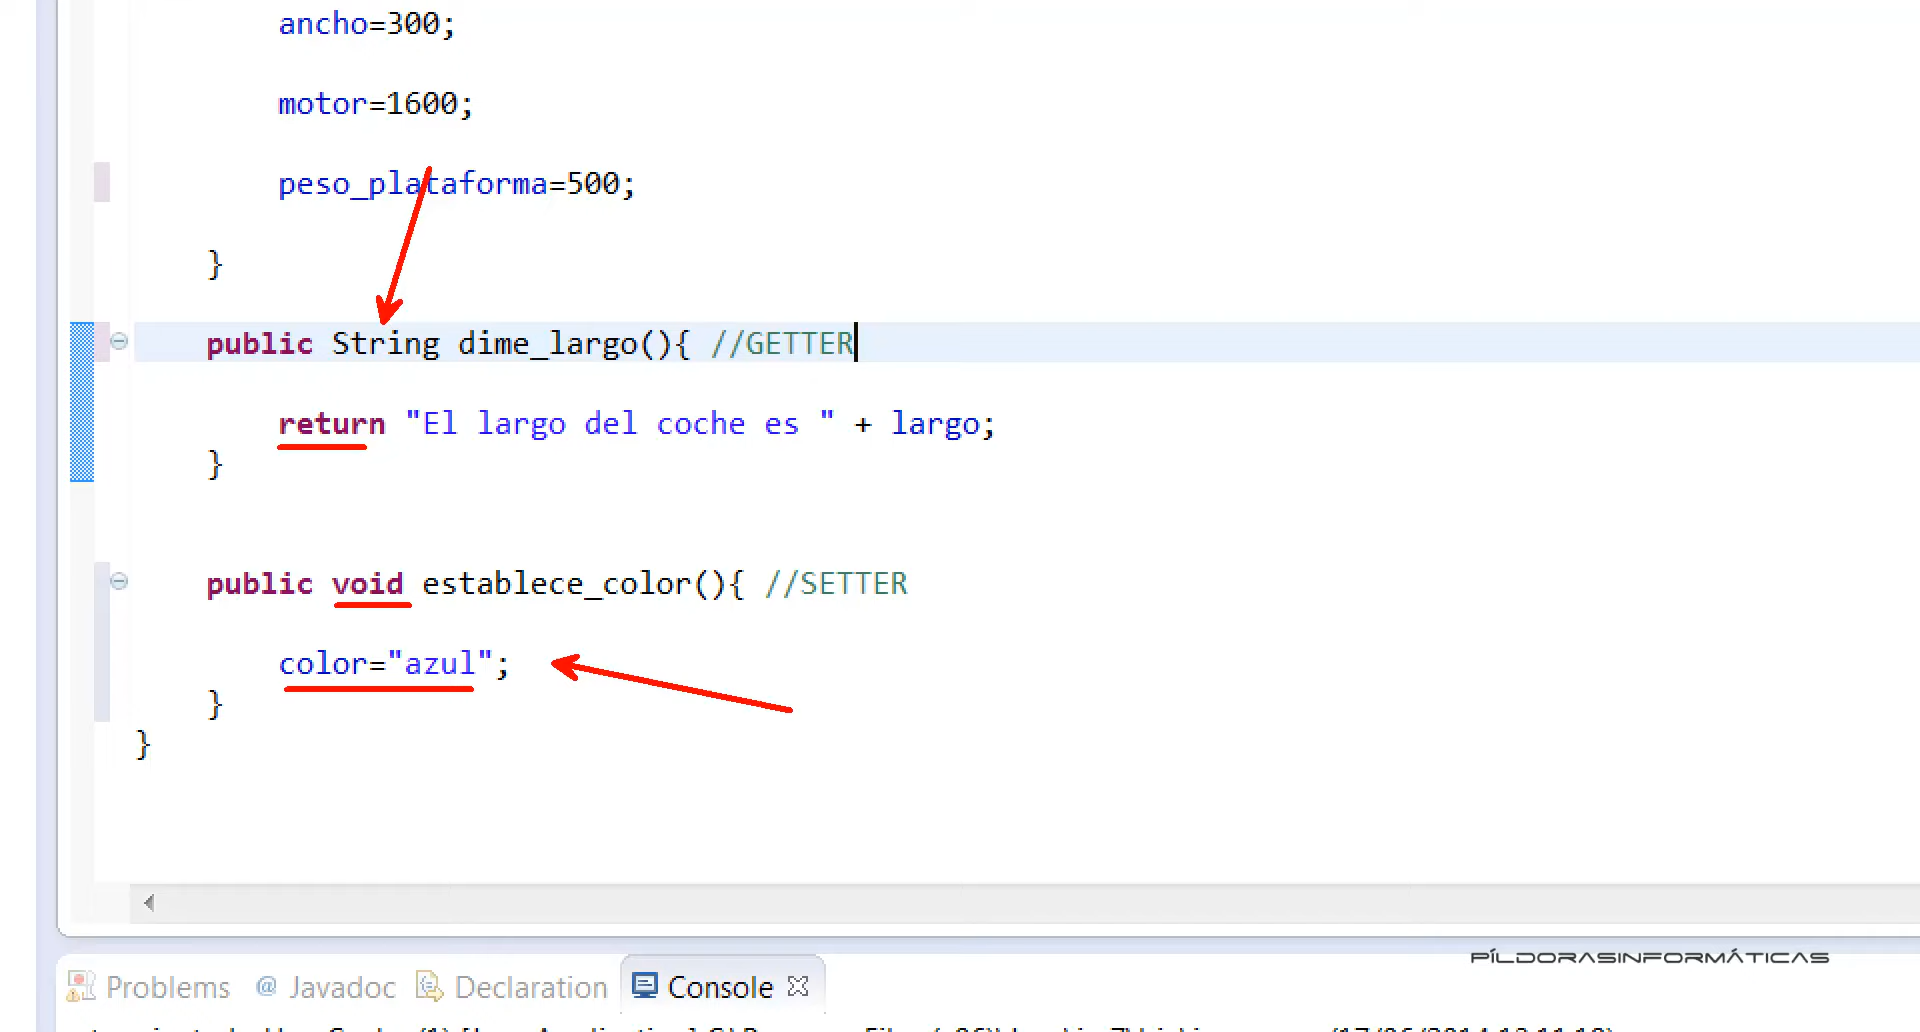 ancho=300;
motor=1600;
peso_plataforma=500;
}
public String dime_largo(){ //GETTER
return "El largo del coche es " + largo;
}
public void establece_color(){ //SETTER
color="azul";
}
}
PÍLDORASINFORMÁTICAS
Problems @ Javadoc Declaration Console